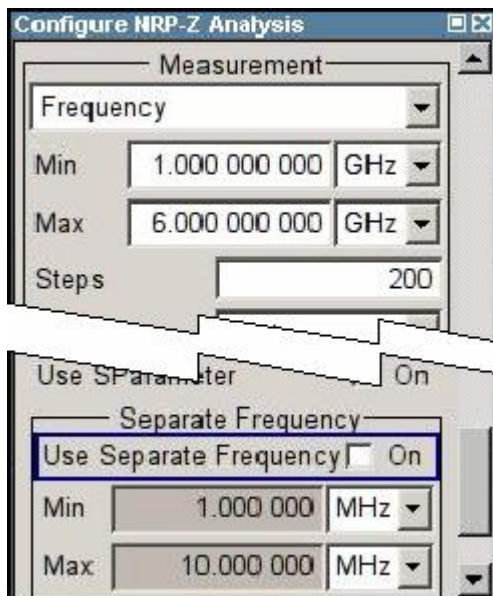 Configure NRP-Z Analysis
Measurement
Frequency
Min 1.000 000 000 GHz
Max 6.000 000 000 GHz
Steps 200
Use SParameter On
Separate Frequency
Use Separate Frequency On
Min 1.000 000 MHz
Max 10.000 000 MHz